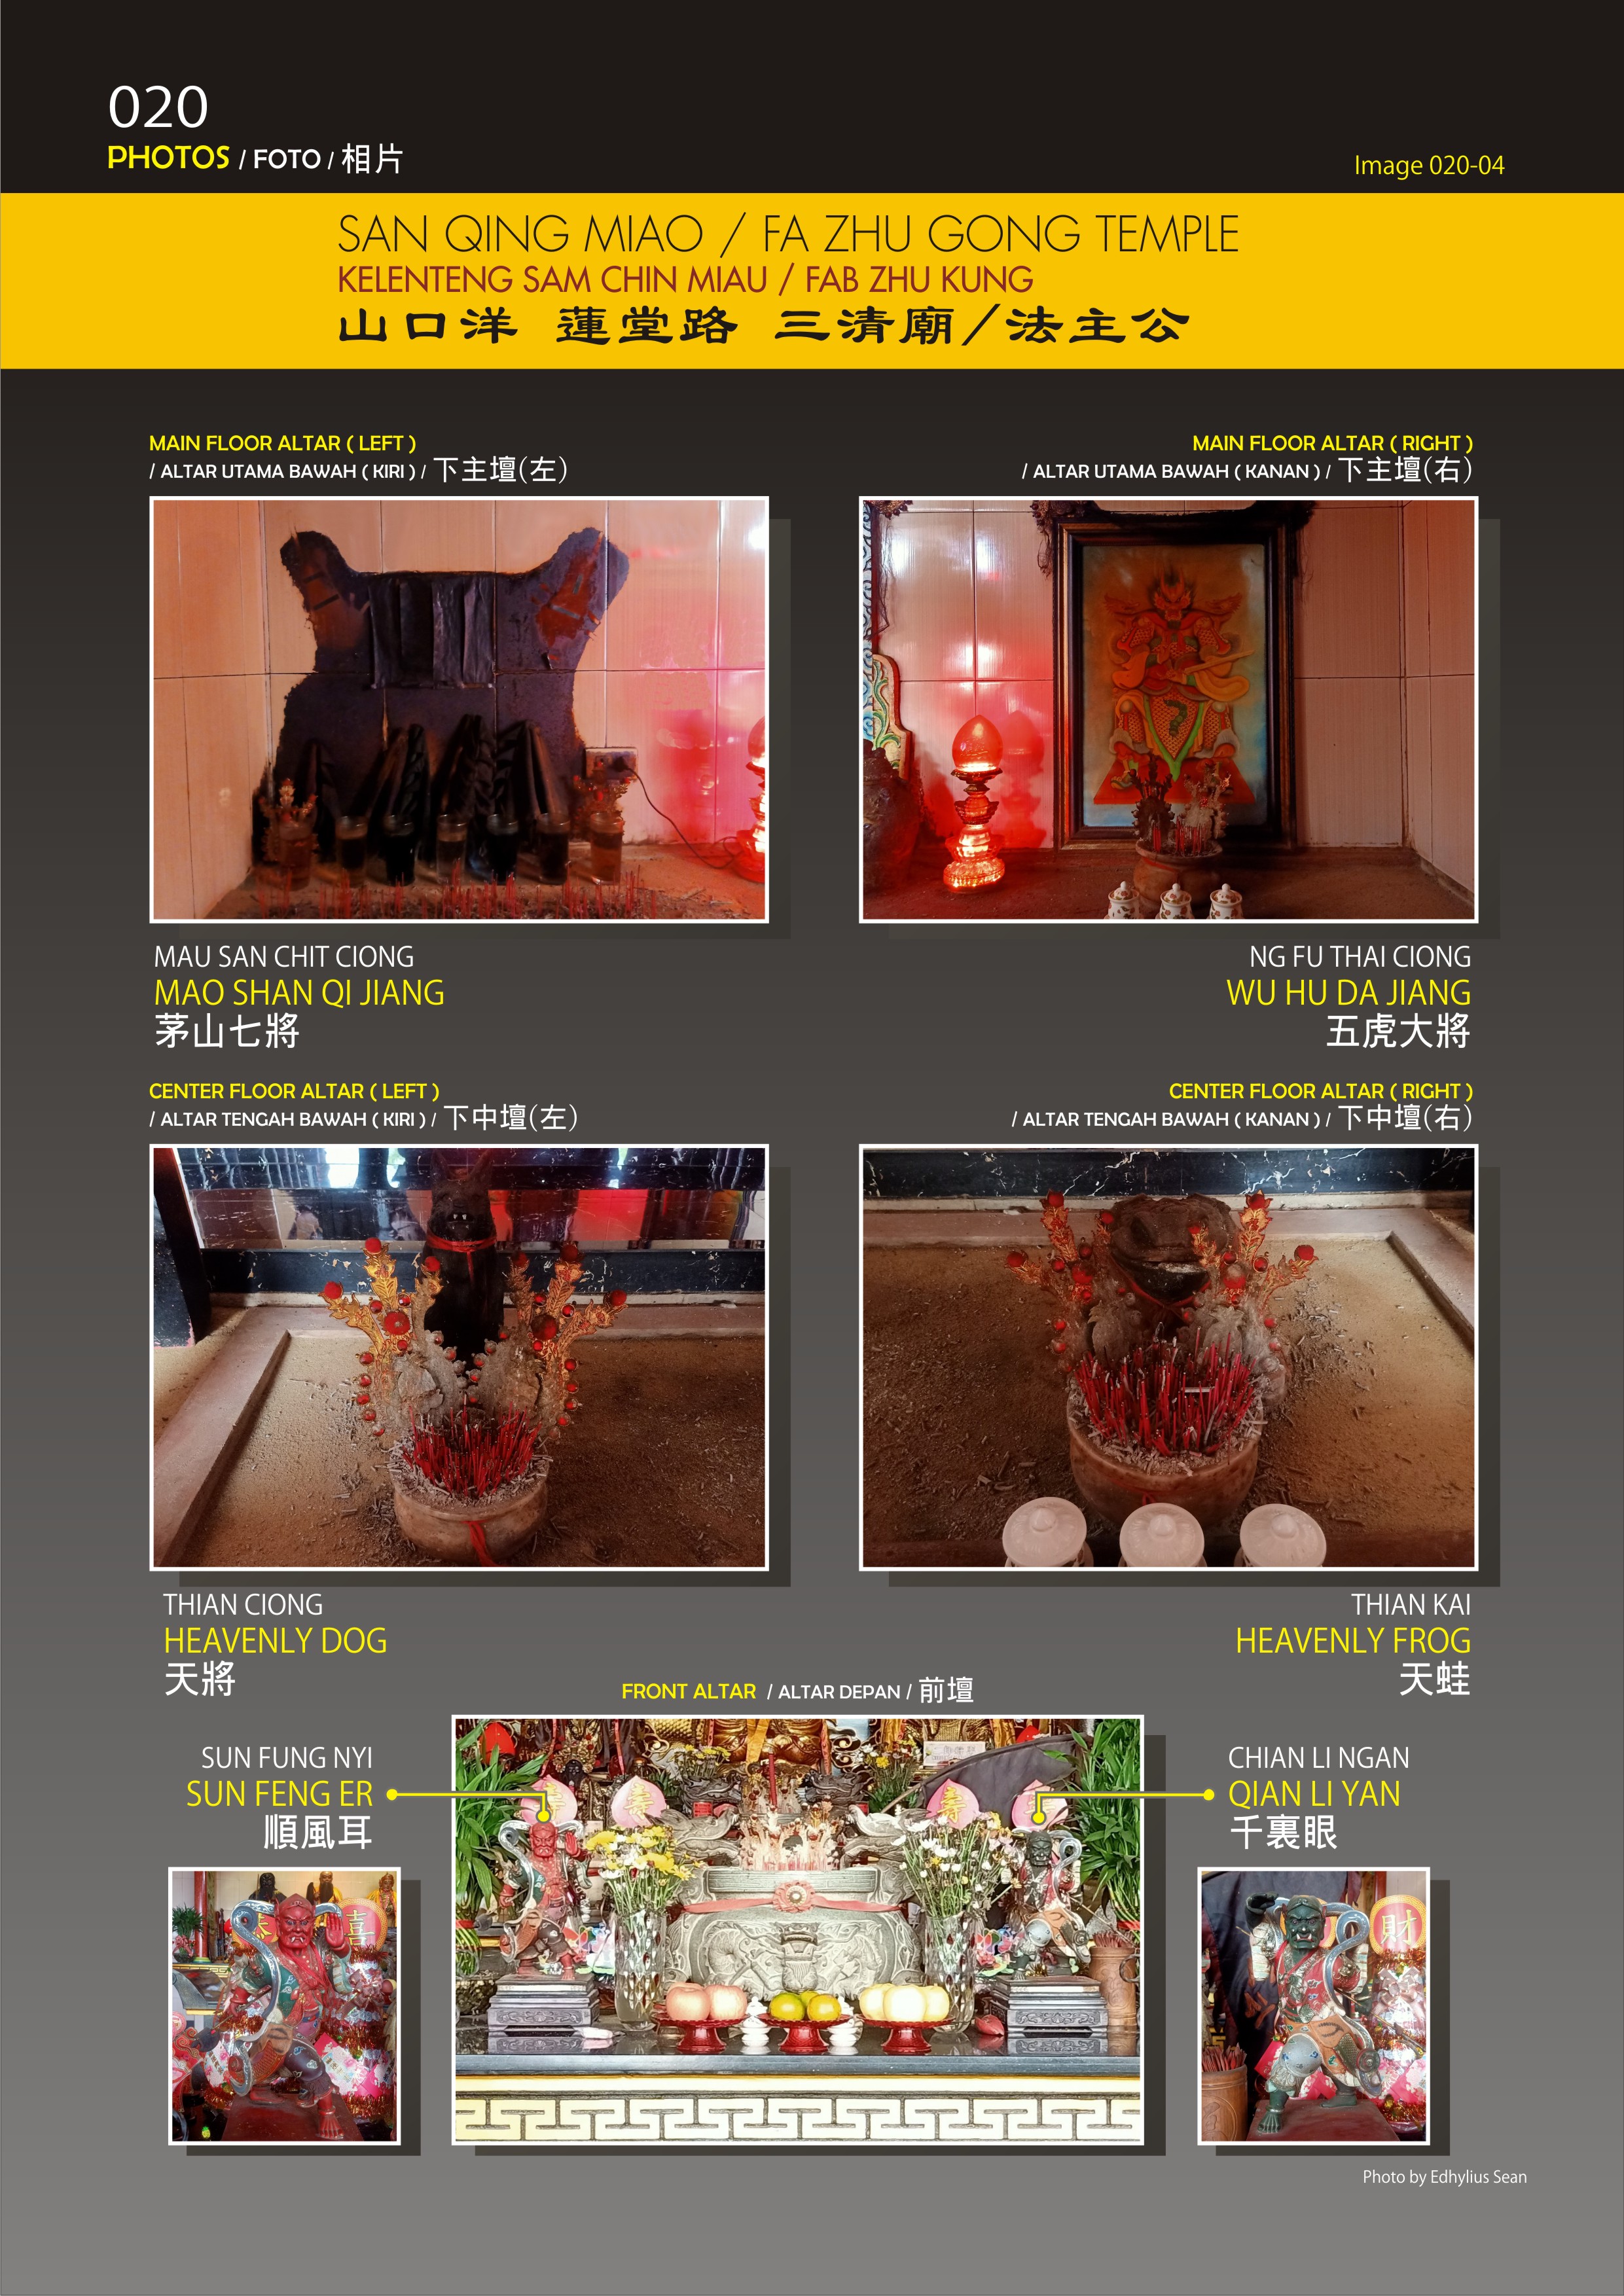 020
PHOTOS / FOTO / 相片
Image 020-04
SAN QING MIAO / FA ZHU GONG TEMPLE
KELENTENG SAM CHIN MIAU / FAB ZHU KUNG
山口洋 蓮堂路 三清廟/法主公
MAIN FLOOR ALTAR ( LEFT )
/ ALTAR UTAMA BAWAH ( KIRI ) / 下主壇(左)
MAIN FLOOR ALTAR ( RIGHT )
/ ALTAR UTAMA BAWAH ( KANAN ) / 下主壇(右)
MAU SAN CHIT CIONG
MAO SHAN QI JIANG
茅山七將
NG FU THAI CIONG
WU HU DA JIANG
五虎大將
CENTER FLOOR ALTAR ( LEFT )
/ ALTAR TENGAH BAWAH ( KIRI ) / 下中壇(左)
CENTER FLOOR ALTAR ( RIGHT )
/ ALTAR TENGAH BAWAH ( KANAN ) / 下中壇(右)
THIAN CIONG
HEAVENLY DOG
天將
THIAN KAI
HEAVENLY FROG
天蛙
FRONT ALTAR / ALTAR DEPAN / 前壇
SUN FUNG NYI
SUN FENG ER
順風耳
CHIAN LI NGAN
QIAN LI YAN
千裏眼
壽
壽
恭
喜
財
Photo by Edhylius Sean